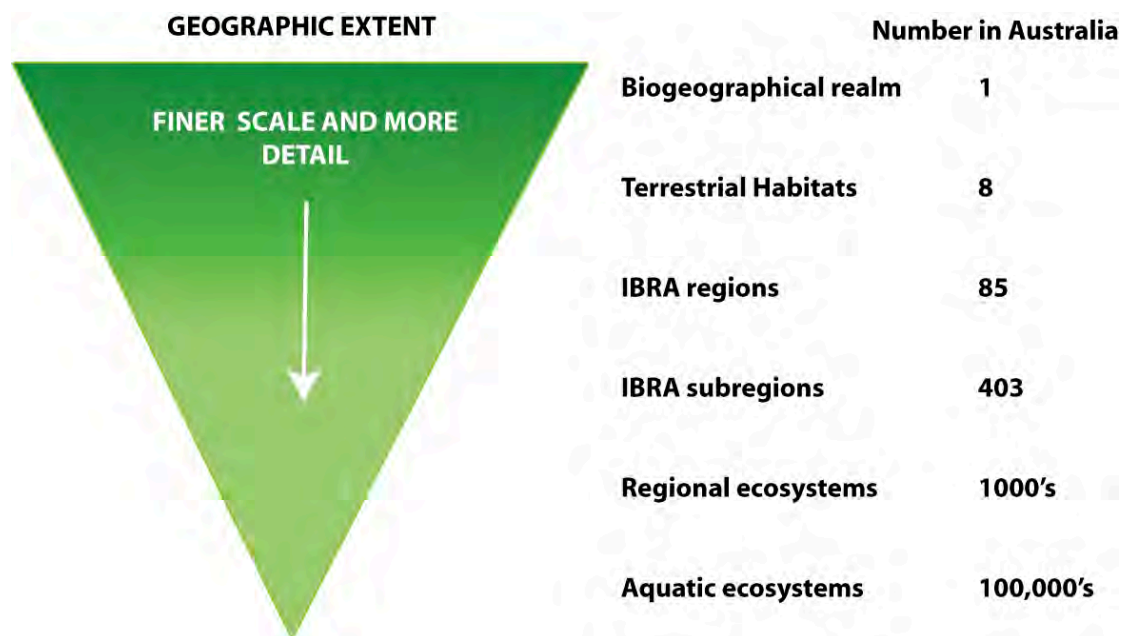 GEOGRAPHIC EXTENT
Number in Australia
FINER SCALE AND MORE
DETAIL
Biogeographical realm 1
Terrestrial Habitats 8
IBRA regions 85
IBRA subregions 403
Regional ecosystems 1000’s
Aquatic ecosystems 100,000’s